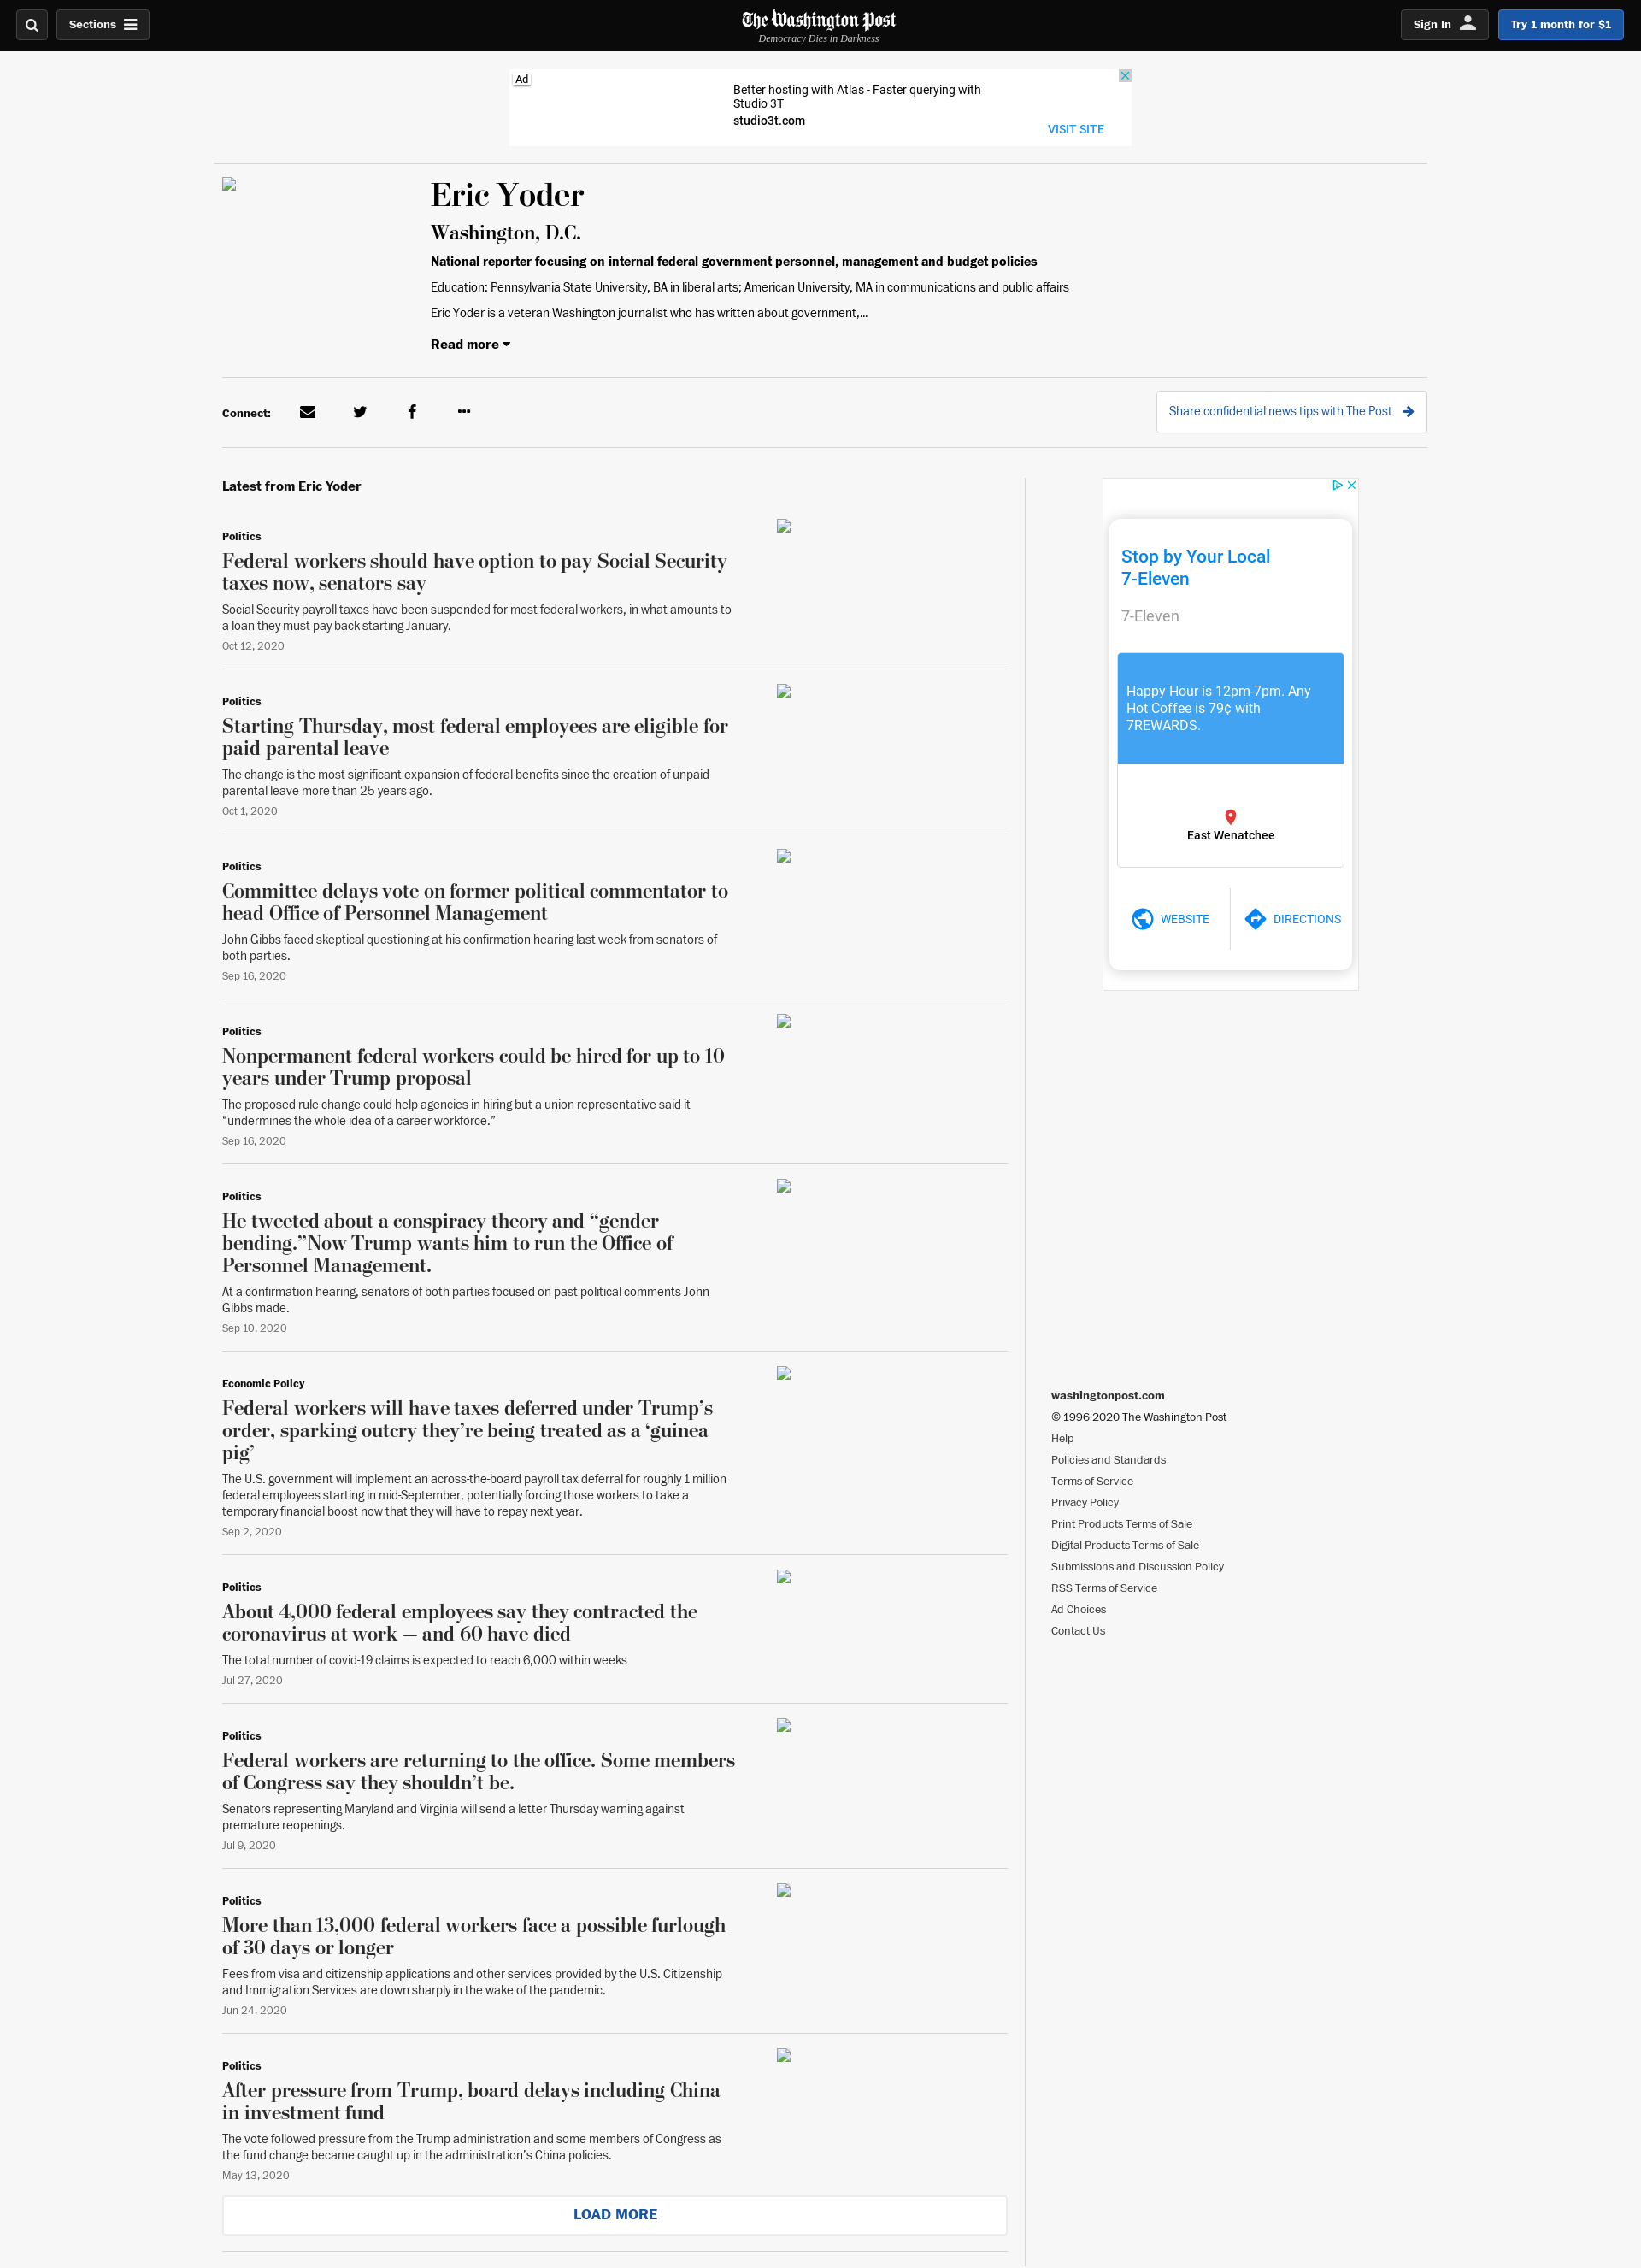 Sections
The Washington Post
Democracy Dies in Darkness
Sign In
Try 1 month for $1
Ad
Better hosting with Atlas - Faster querying with
Studio 3T
studio3t.com
VISIT SITE
Eric Yoder
Washington, D.C.
National reporter focusing on internal federal government personnel, management and budget policies
Education: Pennsylvania State University, BA in liberal arts; American University, MA in communications and public affairs
Eric Yoder is a veteran Washington journalist who has written about government,...
Read more
Connect:
Share confidential news tips with The Post
Latest from Eric Yoder
Politics
Federal workers should have option to pay Social Security
taxes now, senators say
Social Security payroll taxes have been suspended for most federal workers, in what amounts to
a loan they must pay back starting January.
Oct 12, 2020
Politics
Starting Thursday, most federal employees are eligible for
paid parental leave
The change is the most significant expansion of federal benefits since the creation of unpaid
parental leave more than 25 years ago.
Oct 1, 2020
Politics
Committee delays vote on former political commentator to
head Office of Personnel Management
John Gibbs faced skeptical questioning at his confirmation hearing last week from senators of
both parties.
Sep 16, 2020
Politics
Nonpermanent federal workers could be hired for up to 10
years under Trump proposal
The proposed rule change could help agencies in hiring but a union representative said it
“undermines the whole idea of a career workforce.”
Sep 16, 2020
Politics
He tweeted about a conspiracy theory and “gender
bending.”Now Trump wants him to run the Office of
Personnel Management.
At a confirmation hearing, senators of both parties focused on past political comments John
Gibbs made.
Sep 10, 2020
Economic Policy
Federal workers will have taxes deferred under Trump’s
order, sparking outcry they’re being treated as a ‘guinea
pig’
The U.S. government will implement an across-the-board payroll tax deferral for roughly 1 million
federal employees starting in mid-September, potentially forcing those workers to take a
temporary financial boost now that they will have to repay next year.
Sep 2, 2020
Politics
About 4,000 federal employees say they contracted the
coronavirus at work — and 60 have died
The total number of covid-19 claims is expected to reach 6,000 within weeks
Jul 27, 2020
Politics
Federal workers are returning to the office. Some members
of Congress say they shouldn’t be.
Senators representing Maryland and Virginia will send a letter Thursday warning against
premature reopenings.
Jul 9, 2020
Politics
More than 13,000 federal workers face a possible furlough
of 30 days or longer
Fees from visa and citizenship applications and other services provided by the U.S. Citizenship
and Immigration Services are down sharply in the wake of the pandemic.
Jun 24, 2020
Politics
After pressure from Trump, board delays including China
in investment fund
The vote followed pressure from the Trump administration and some members of Congress as
the fund change became caught up in the administration’s China policies.
May 13, 2020
LOAD MORE
Stop by Your Local
7-Eleven
7-Eleven
Happy Hour is 12pm-7pm. Any
Hot Coffee is 79¢ with
7REWARDS.
East Wenatchee
WEBSITE
DIRECTIONS
washingtonpost.com
© 1996-2020 The Washington Post
Help
Policies and Standards
Terms of Service
Privacy Policy
Print Products Terms of Sale
Digital Products Terms of Sale
Submissions and Discussion Policy
RSS Terms of Service
Ad Choices
Contact Us